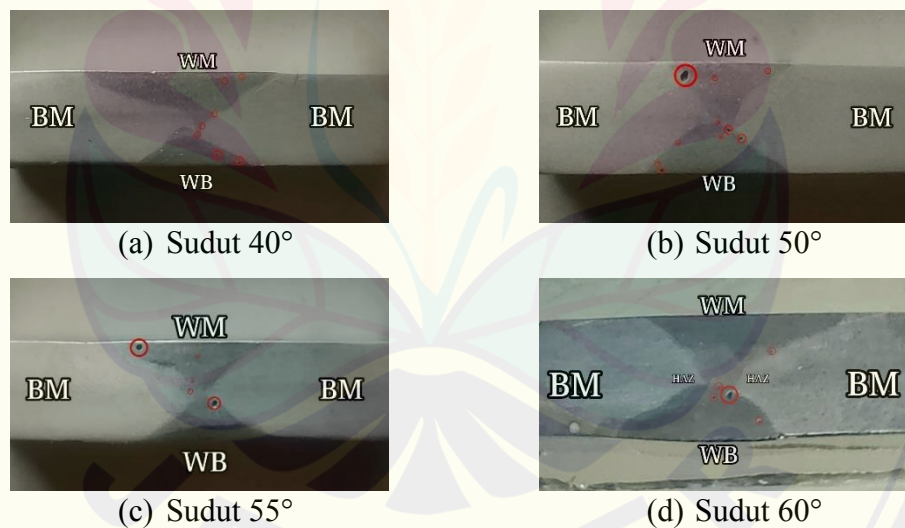 WM
BM
BM
WB
(a) Sudut 40°
WM
BM
BM
WB
(b) Sudut 50°
WM
BM
BM
WB
(c) Sudut 55°
WM
BM
HAZ
HAZ
BM
WB
(d) Sudut 60°